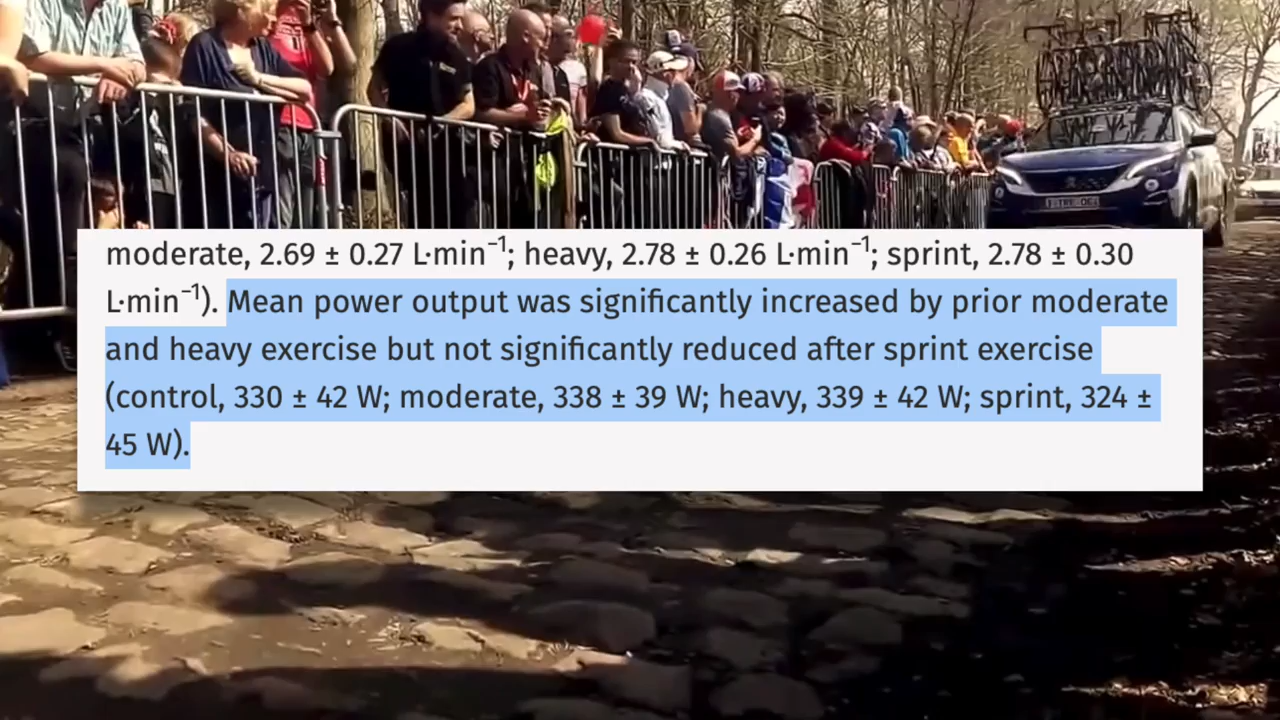 moderate, 2.69 ± 0.27 L·min⁻¹; heavy, 2.78 ± 0.26 L·min⁻¹; sprint, 2.78 ± 0.30
L·min⁻¹). Mean power output was significantly increased by prior moderate
and heavy exercise but not significantly reduced after sprint exercise
(control, 330 ± 42 W; moderate, 338 ± 39 W; heavy, 339 ± 42 W; sprint, 324 ±
45 W).